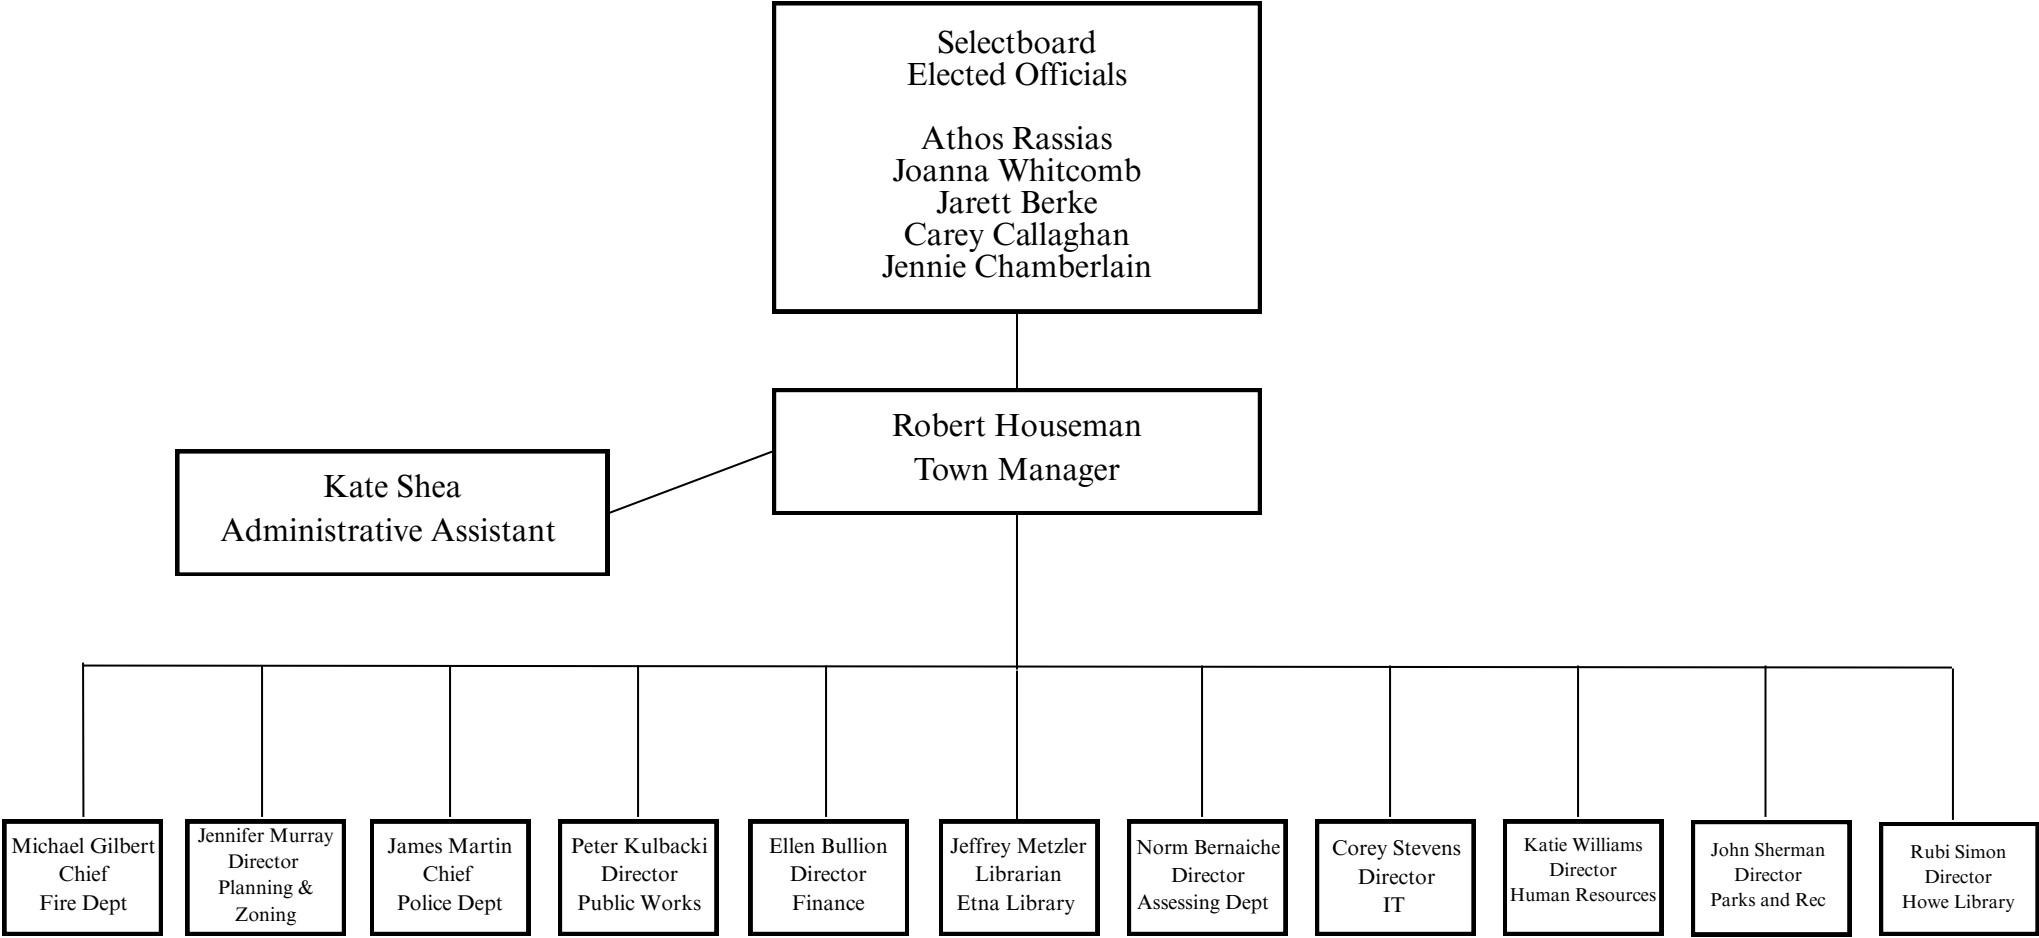 Selectboard
Elected Officials
Athos Rassias
Joanna Whitcomb
Jarett Berke
Carey Callaghan
Jennie Chamberlain
Robert Houseman
Town Manager
Kate Shea
Administrative Assistant
Michael Gilbert
Chief
Fire Dept
Jennifer Murray
Director
Planning &
Zoning
James Martin
Chief
Police Dept
Peter Kulbacki
Director
Public Works
Ellen Bullion
Director
Finance
Jeffrey Metzler
Librarian
Etna Library
Norm Bernaiche
Director
Assessing Dept
Corey Stevens
Director
IT
Katie Williams
Director
Human Resources
John Sherman
Director
Parks and Rec
Rubi Simon
Director
Howe Library